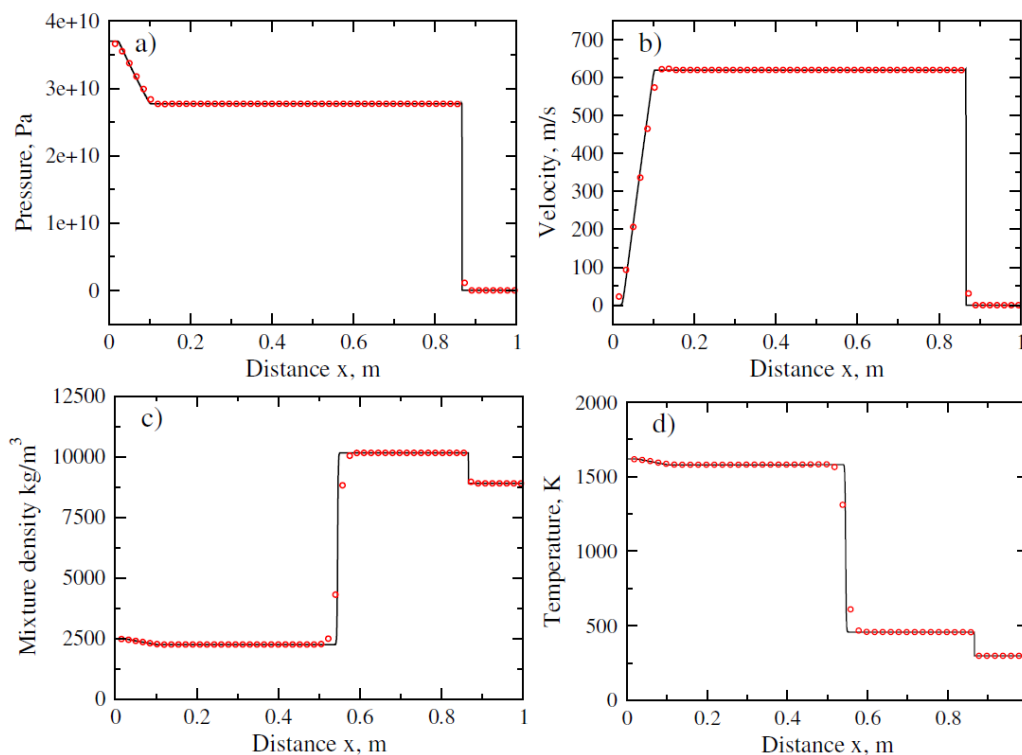 a)
Pressure, Pa
4e+10
3e+10
2e+10
1e+10
0
0 0.2 0.4 0.6 0.8 1
Distance x, m
b)
Velocity, m/s
700
600
500
400
300
200
100
0
0 0.2 0.4 0.6 0.8 1
Distance x, m
c)
Mixture density kg/m³
12500
10000
7500
5000
2500
0
0 0.2 0.4 0.6 0.8 1
Distance x, m
d)
Temperature, K
2000
1500
1000
500
0
0 0.2 0.4 0.6 0.8
Distance x, m